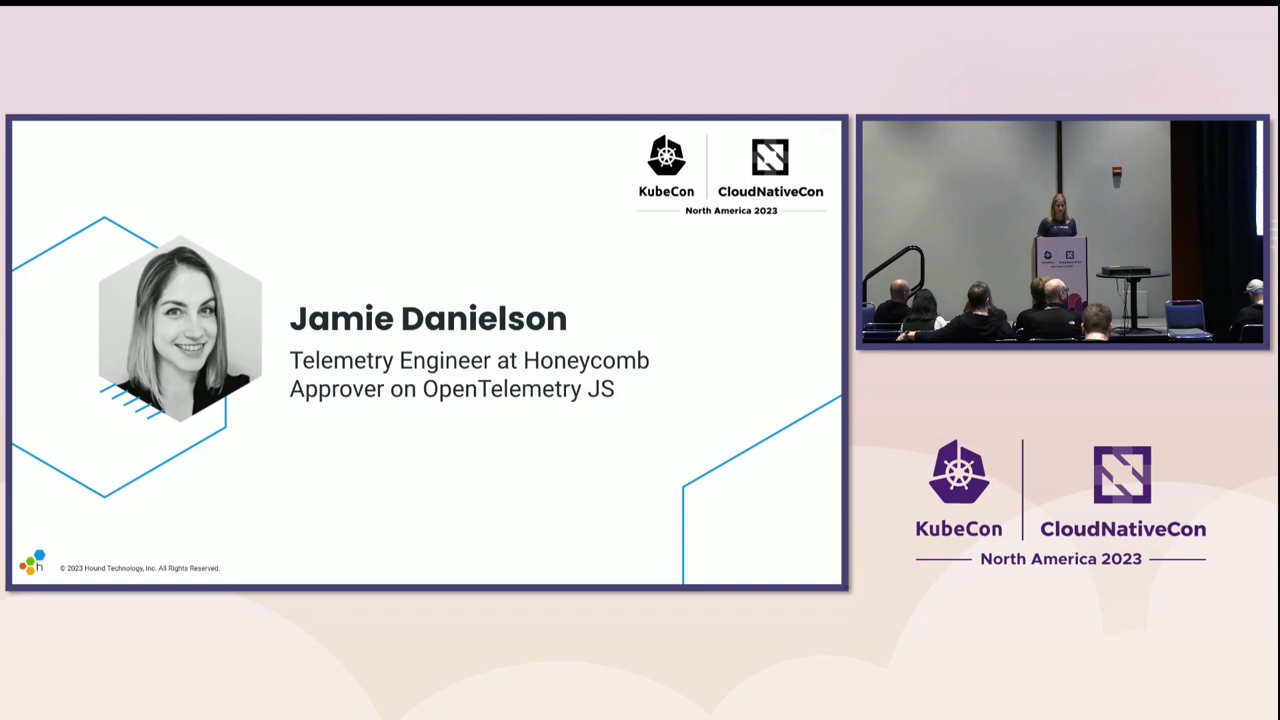 KubeCon
CloudNativeCon
North America 2023
Jamie Danielson
Telemetry Engineer at Honeycomb
Approver on OpenTelemetry JS
h
© 2023 Hound Technology, Inc. All Rights Reserved.
KubeCon
CloudNativeCon
North America 2023